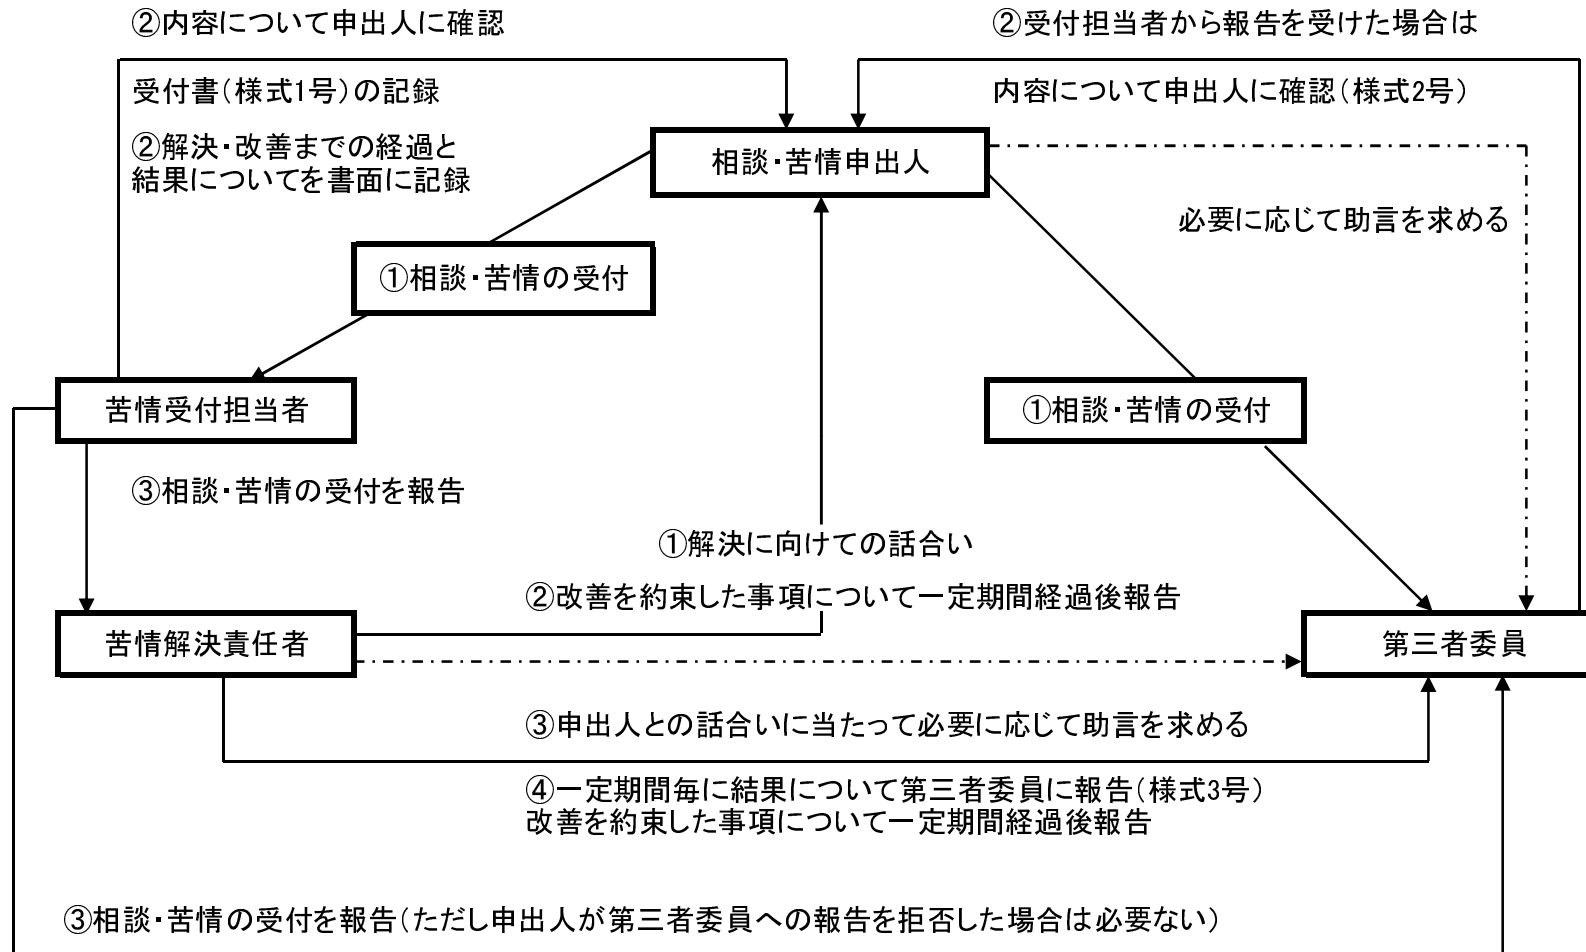 ②内容について申出人に確認
②受付担当者から報告を受けた場合は
受付書（様式1号）の記録
内容について申出人に確認（様式2号）
②解決・改善までの経過と
結果についてを書面に記録
相談・苦情申出人
必要に応じて助言を求める
①相談・苦情の受付
苦情受付担当者
①相談・苦情の受付
③相談・苦情の受付を報告
①解決に向けての話合い
②改善を約束した事項について一定期間経過後報告
苦情解決責任者
第三者委員
③申出人との話合いに当たって必要に応じて助言を求める
④一定期間毎に結果について第三者委員に報告（様式3号）
改善を約束した事項について一定期間経過後報告
③相談・苦情の受付を報告（ただし申出人が第三者委員への報告を拒否した場合は必要ない）